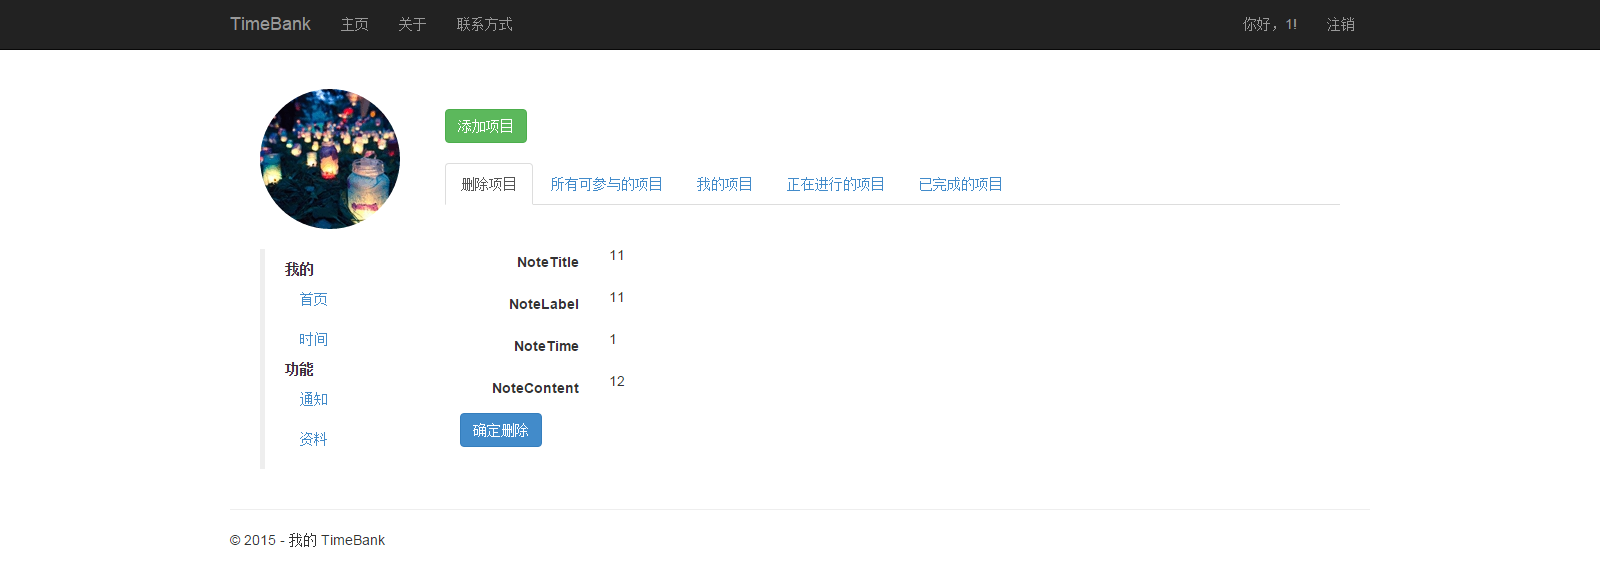 TimeBank 主页 关于 联系方式 你好，1! 注销
添加项目
删除项目 所有可参与的项目 我的项目 正在进行的项目 已完成的项目
我的
首页
时间
功能
通知
资料
NoteTitle 11
NoteLabel 11
NoteTime 1
NoteContent 12
确定删除
© 2015 - 我的 TimeBank